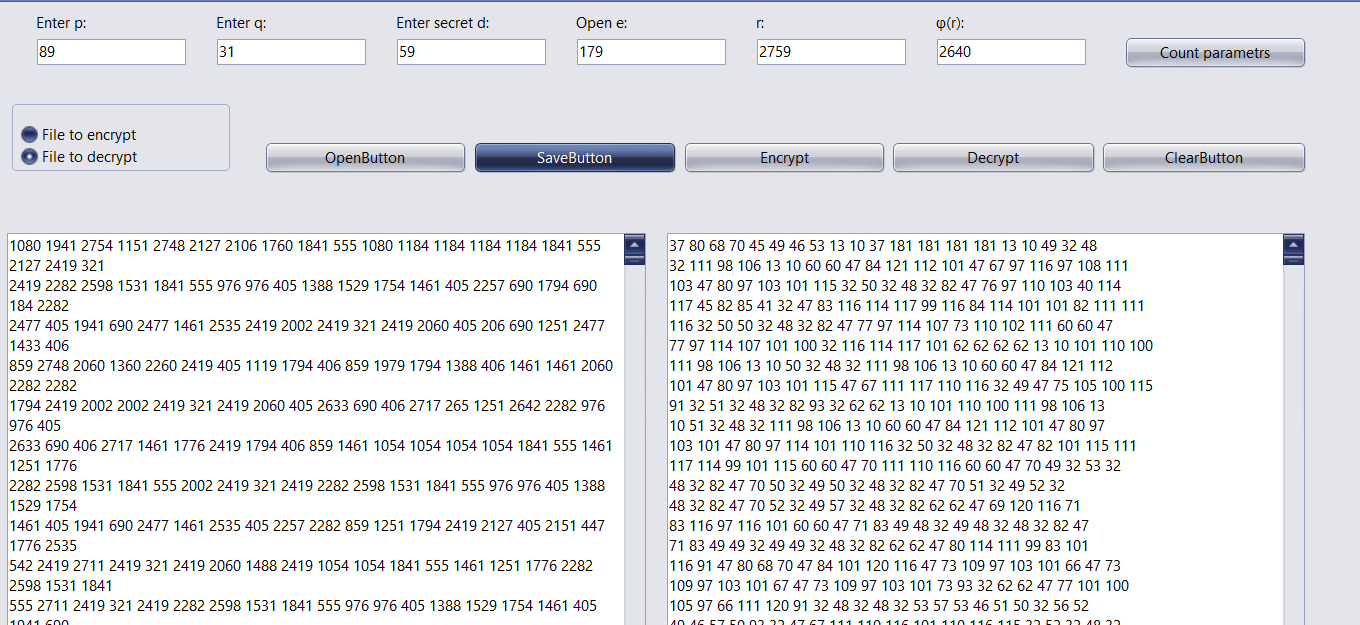 Enter p:
Enter q:
Enter secret d:
Open e:
r:
φ(r):
89
31
59
179
2759
2640
Count parametrs
File to encrypt
File to decrypt
OpenButton
SaveButton
Encrypt
Decrypt
ClearButton
1080 1941 2754 1151 2748 2127 2106 1760 1841 555 1080 1184 1184 1184 1184 1841 555
2127 2419 321
2419 2282 2598 1531 1841 555 976 976 405 1388 1529 1754 1461 405 2257 690 1794 690
184 2282
2477 405 1941 690 2477 1461 2535 2419 2002 2419 321 2419 2060 405 206 690 1251 2477
1433 406
859 2748 2060 1360 2260 2419 405 1119 1794 406 859 1979 1794 1388 406 1461 1461 2060
2282 2282
1794 2419 2002 2002 2419 321 2419 2060 405 2633 690 406 2717 265 1251 2642 2282 976
976 405
2633 690 406 2717 1461 1776 2419 1794 406 859 1461 1054 1054 1054 1054 1841 555 1461
1251 1776
2282 2598 1531 1841 555 2002 2419 321 2419 2282 2598 1531 1841 555 976 976 405 1388
1529 1754
1461 405 1941 690 2477 1461 2535 405 2257 2282 859 1251 1794 2419 2127 405 2151 447
1776 2535
542 2419 2711 2419 321 2419 2060 1488 2419 1054 1054 1841 555 1461 1251 1776 2282
2598 1531 1841
555 2711 2419 321 2419 2282 2598 1531 1841 555 976 976 405 1388 1529 1754 1461 405
1941 690
37 80 68 70 45 49 46 53 13 10 37 181 181 181 181 13 10 49 32 48
32 111 98 106 13 10 60 60 47 84 121 112 101 47 67 97 116 97 108 111
103 47 80 97 103 101 115 32 50 32 48 32 82 47 76 97 110 103 40 114
117 45 82 85 41 32 47 83 116 114 117 99 116 84 114 101 101 82 111 111
116 32 50 50 32 48 32 82 47 77 97 114 107 73 110 102 111 60 60 47
77 97 114 107 101 100 32 116 114 117 101 62 62 62 62 13 10 101 110 100
111 98 106 13 10 50 32 48 32 111 98 106 13 10 60 60 47 84 121 112
101 47 80 97 103 101 115 47 67 111 117 110 116 32 49 47 75 105 100 115
91 32 51 32 48 32 82 93 32 62 62 13 10 101 110 100 111 98 106 13
10 51 32 48 32 111 98 106 13 10 60 60 47 84 121 112 101 47 80 97
103 101 47 80 97 114 101 110 116 32 50 32 48 32 82 47 82 101 115 111
117 114 99 101 115 60 60 47 70 111 110 116 60 60 47 70 49 32 53 32
48 32 82 47 70 50 32 49 50 32 48 32 82 47 70 51 32 49 52 32
48 32 82 47 70 52 32 49 57 32 48 32 82 62 62 47 69 120 116 71
83 116 97 116 101 60 60 47 71 83 49 48 32 49 48 32 48 32 82 47
71 83 49 49 32 49 49 32 48 32 82 62 62 47 80 114 111 99 83 101
116 91 47 80 68 70 47 84 101 120 116 47 73 109 97 103 101 66 47 73
109 97 103 101 67 47 73 109 97 103 101 73 93 32 62 62 47 77 101 100
105 97 66 111 120 91 32 48 32 48 32 53 57 53 46 51 50 32 56 52
49 46 57 50 93 32 47 67 111 110 116 101 110 116 115 32 52 32 48 32